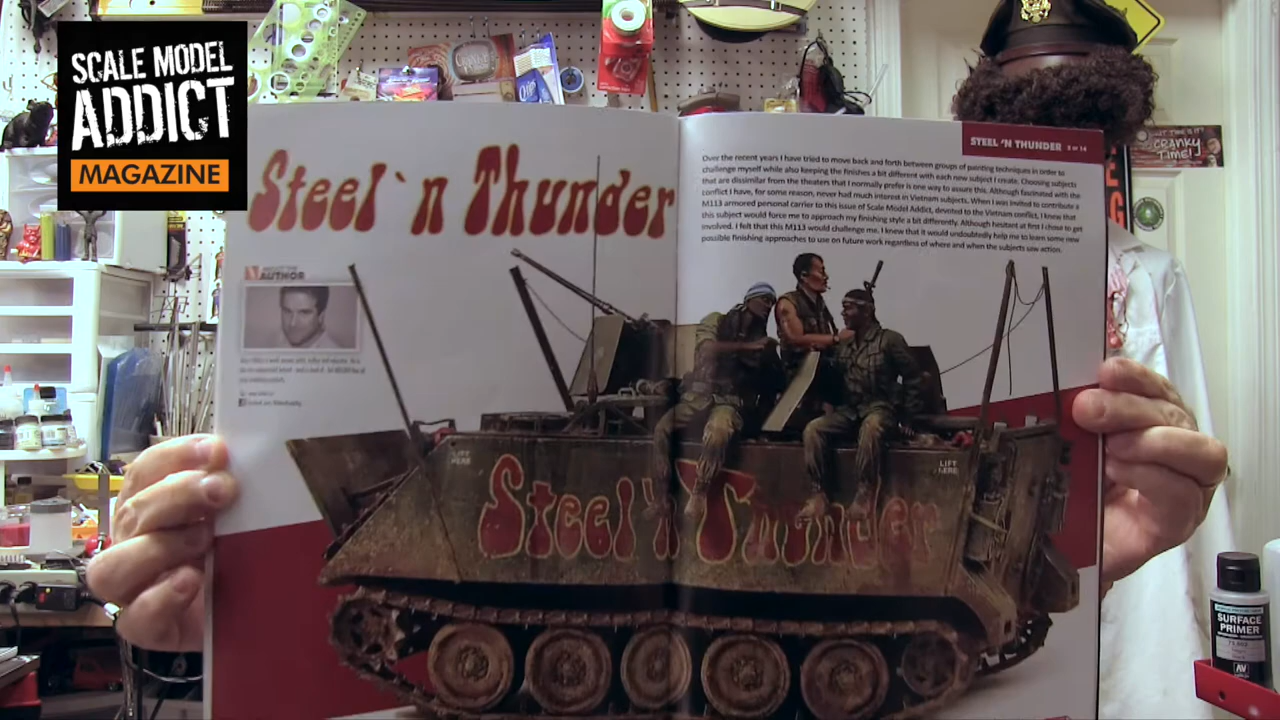 SCALE MODEL
ADDICT
MAGAZINE
Steel `n Thunder
MEET THE
AUTHOR
STEEL 'N THUNDER
Over the recent years I have tried to move back and forth between groups of painting techniques in order to
challenge myself while also keeping the finishes a bit different with each new subject I create. Choosing subjects
that are dissimilar from the theaters that I normally prefer is one way to assure this. Although fascinated with the
conflict I have, for some reason, never had much interest in Vietnam subjects. When I was invited to contribute a
M113 armored personal carrier to this issue of Scale Model Addict, devoted to the Vietnam conflict, I knew that
this subject would force me to approach my finishing style a bit differently. Although hesitant at first I chose to get
involved. I felt that this M113 would challenge me. I knew that it would undoubtedly help me to learn some new
possible finishing approaches to use on future work regardless of where and when the subjects saw action.
LIFT
HERE
LIFT
HERE
Steel 'n Thunder
CRANKY
TIME!
SURFACE
PRIMER
AV